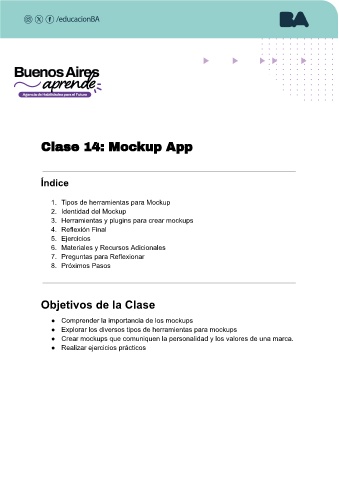 /educacionBA
BA
Buenos Aires
aprende
Agencia de Habilidades para el Futuro
Clase 14: Mockup App
Índice
1. Tipos de herramientas para Mockup
2. Identidad del Mockup
3. Herramientas y plugins para crear mockups
4. Reflexión Final
5. Ejercicios
6. Materiales y Recursos Adicionales
7. Preguntas para Reflexionar
8. Próximos Pasos
Objetivos de la Clase
● Comprender la importancia de los mockups
● Explorar los diversos tipos de herramientas para mockups
● Crear mockups que comuniquen la personalidad y los valores de una marca.
● Realizar ejercicios prácticos